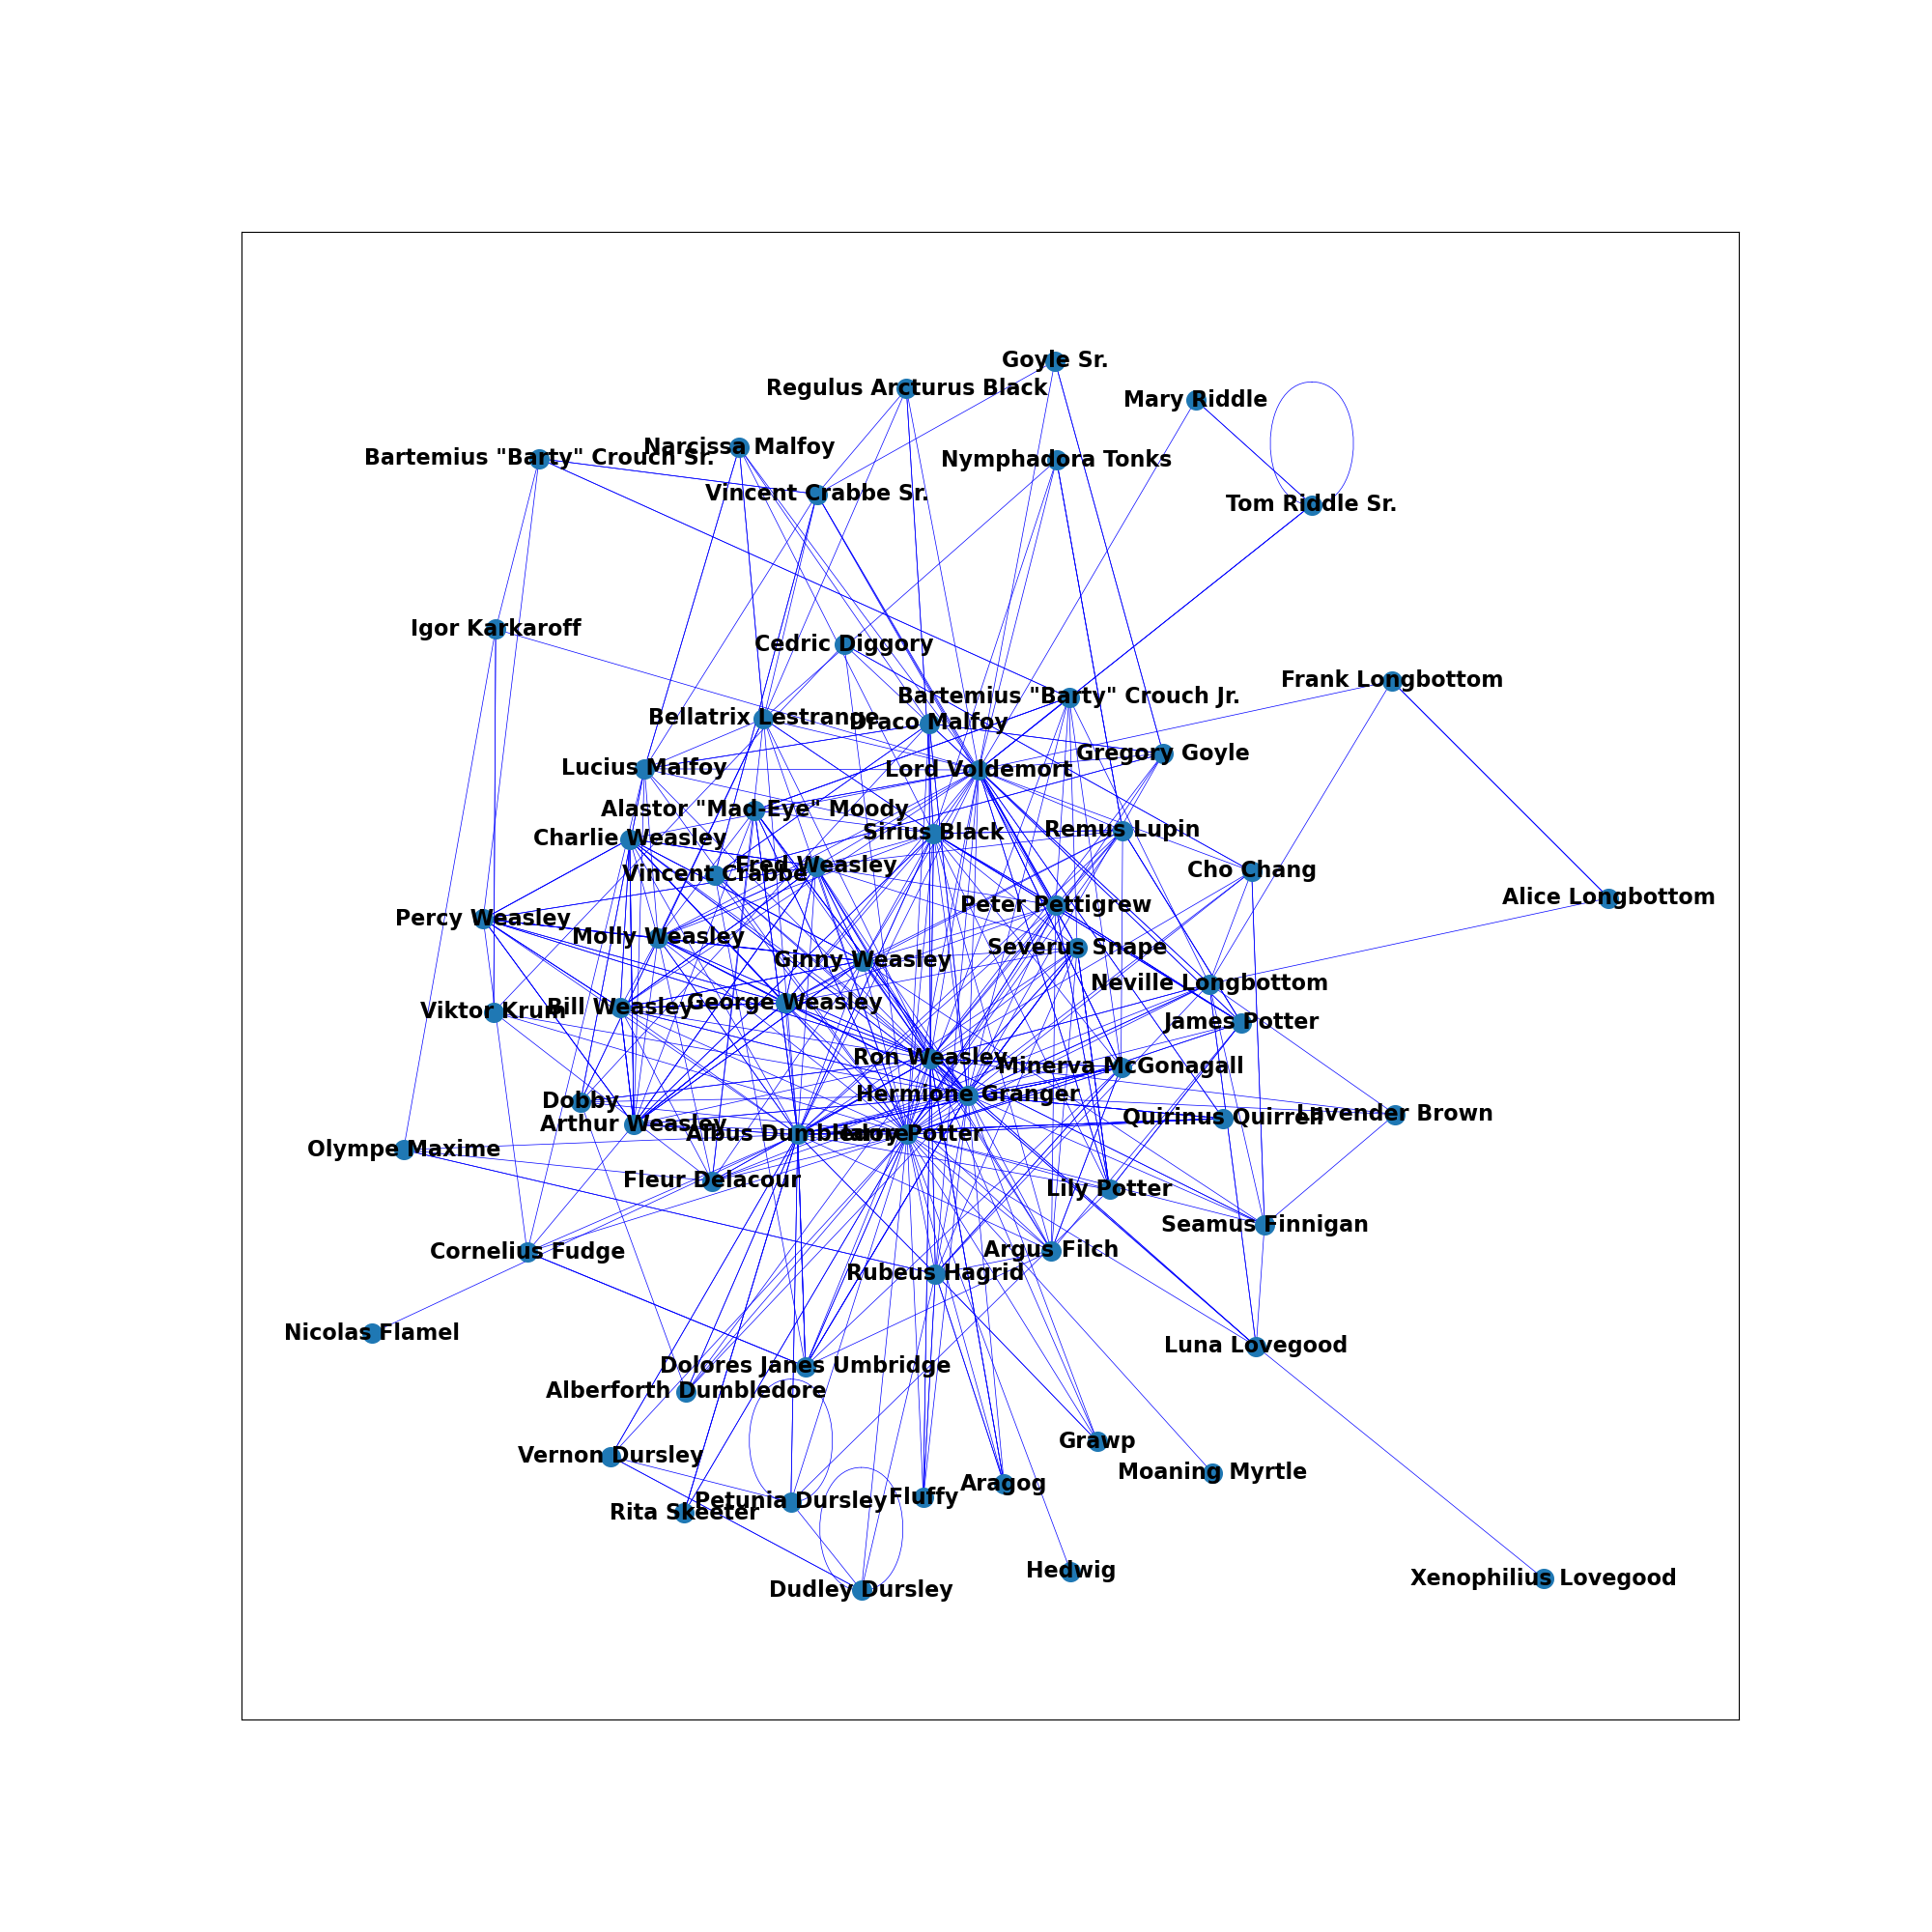 Goyle Sr.
Regulus Arcturus Black
Mary Riddle
Narcissa Malfoy
Bartemius "Barty" Crouch Sr.
Nymphadora Tonks
Vincent Crabbe Sr.
Tom Riddle Sr.
Igor Karkaroff
Cedric Diggory
Frank Longbottom
Bartemius "Barty" Crouch Jr.
Bellatrix Lestrange
Draco Malfoy
Gregory Goyle
Lucius Malfoy
Lord Voldemort
Alastor "Mad-Eye" Moody
Charlie Weasley
Sirius Black
Remus Lupin
Fred Weasley
Vincent Crabbe
Cho Chang
Alice Longbottom
Peter Pettigrew
Percy Weasley
Molly Weasley
Severus Snape
Ginny Weasley
Neville Longbottom
George Weasley
Bill Weasley
Viktor Krum
James Potter
Ron Weasley
Minerva McGonagall
Hermione Granger
Dobby
Lavender Brown
Quirinus Quirrell
Arthur Weasley
Albus Dumbledore
Potter
Olympe Maxime
Fleur Delacour
Lily Potter
Seamus Finnigan
Cornelius Fudge
Argus Filch
Rubeus Hagrid
Nicolas Flamel
Luna Lovegood
Dolores Janes Umbridge
Alberforth Dumbledore
Grawp
Vernon Dursley
Moaning Myrtle
Aragog
Fluffy
Petunia Dursley
Rita Skeeter
Hedwig
Xenophilius Lovegood
Dudley Dursley